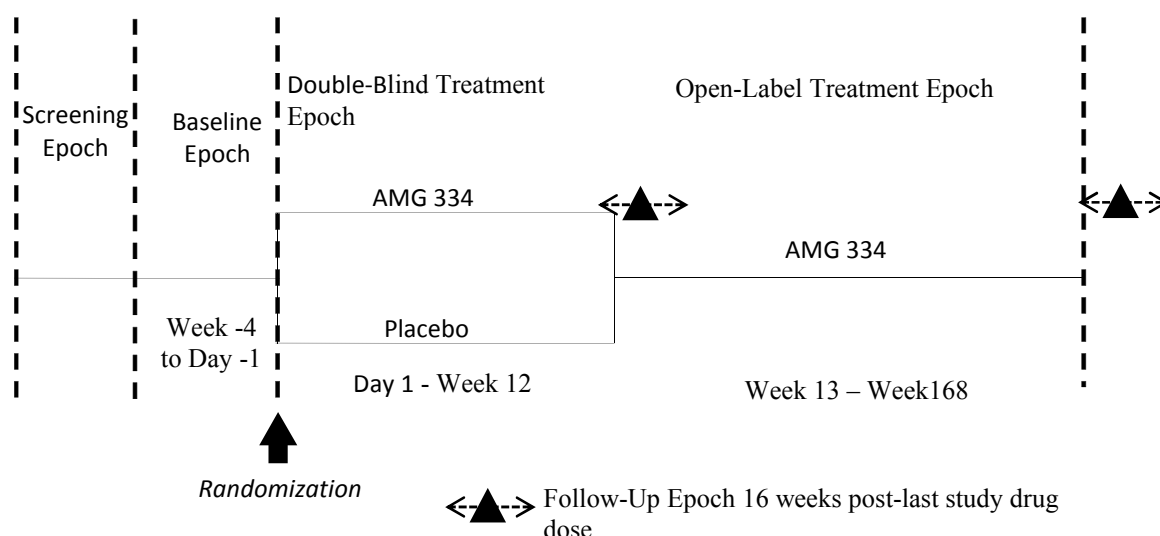 Screening
Epoch
Baseline
Epoch
Double-Blind Treatment
Epoch
Open-Label Treatment Epoch
AMG 334
AMG 334
Placebo
Week -4
to Day -1
Day 1 - Week 12
Week 13 – Week168
Randomization
Follow-Up Epoch 16 weeks post-last study drug
dose